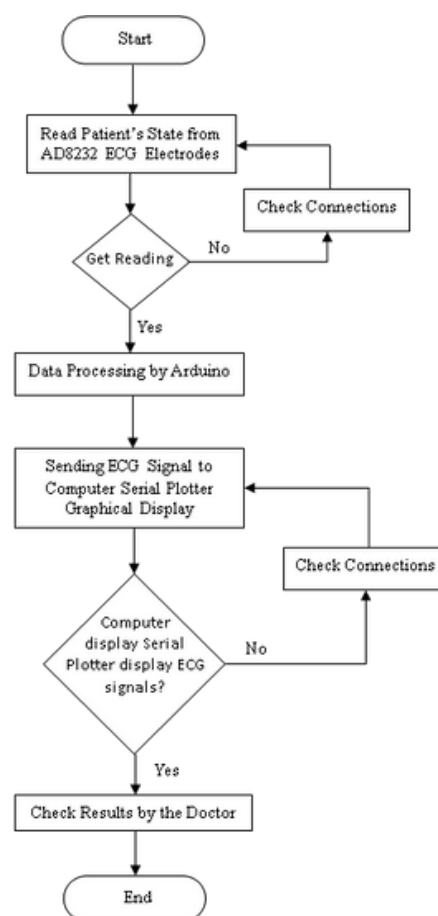 Start
Read Patient's State from
AD8232 ECG Electrodes
Check Connections
Get Reading
No
Yes
Data Processing by Arduino
Sending ECG Signal to
Computer Serial Plotter
Graphical Display
Check Connections
Computer
display Serial
Plotter display ECG
signals?
No
Yes
Check Results by the Doctor
End